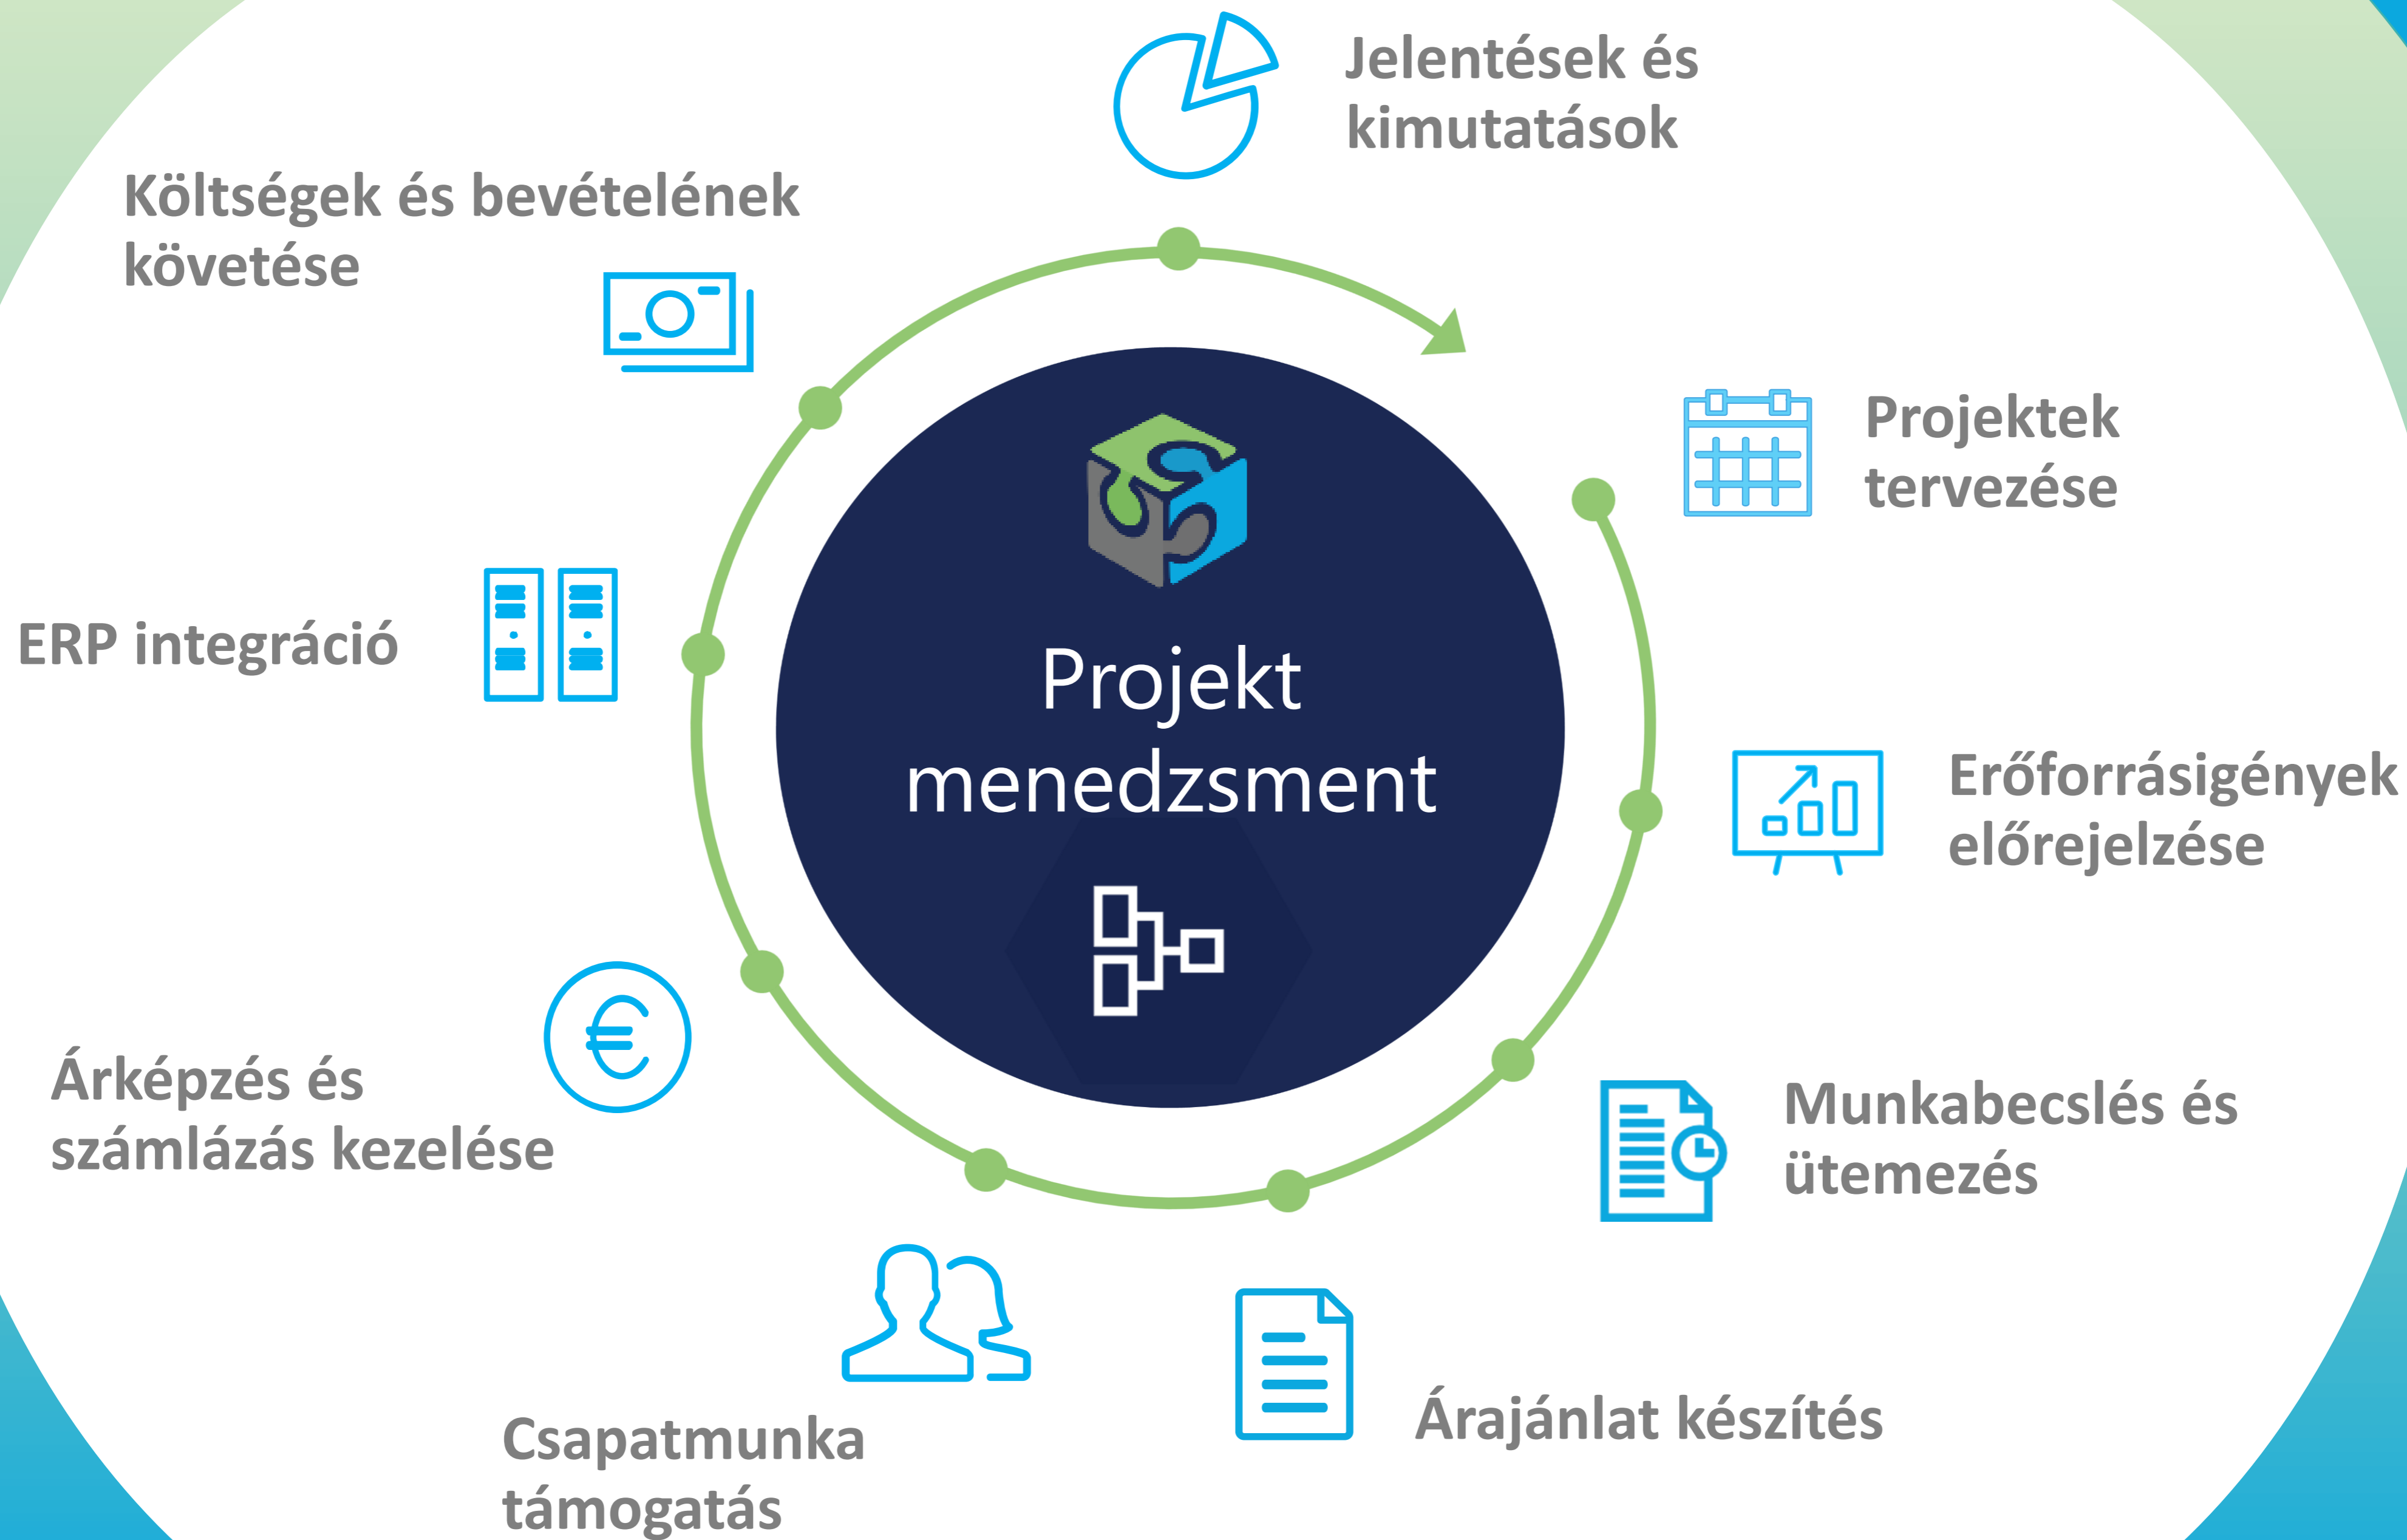 Jelentések és
kimutatások
Költségek és bevételének
követése
Projektek
tervezése
ERP integráció
Projekt
menedzsment
Erőforrásigények
előrejelzése
Árképzés és
számlázás kezelése
Munkabecslés és
ütemezés
Csapatmunka
támogatás
Árajánlat készítés